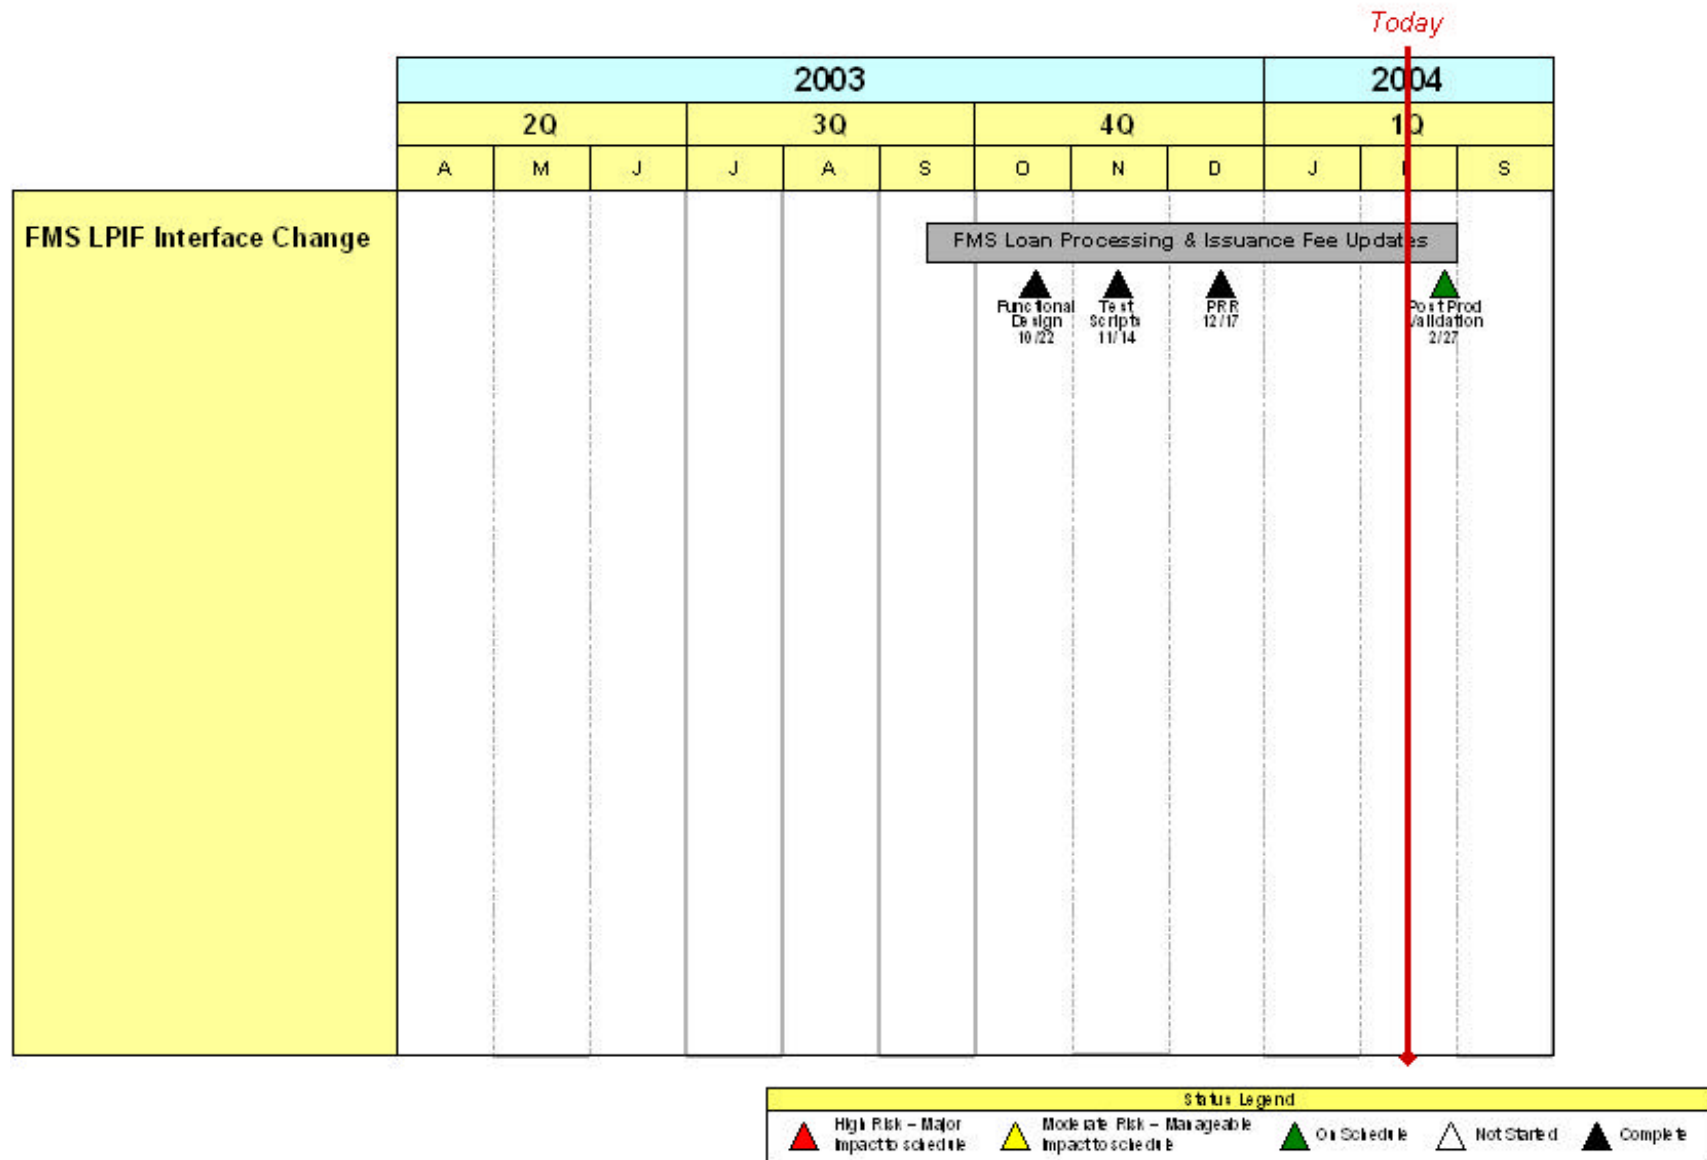 Today
2003 2004
2Q 3Q 4Q 1Q
A M J J A S O N D J S
FMS LPIF Interface Change
FMS Loan Processing & Issuance Fee Updates
Functional Test PRR Post Prod
Design Scripts 12/17 Validation
10/22 11/14 2/27
Status Legend
High Risk – Major Moderate Risk – Manageable
Impact to schedule Impact to schedule On Schedule Not Started Complete